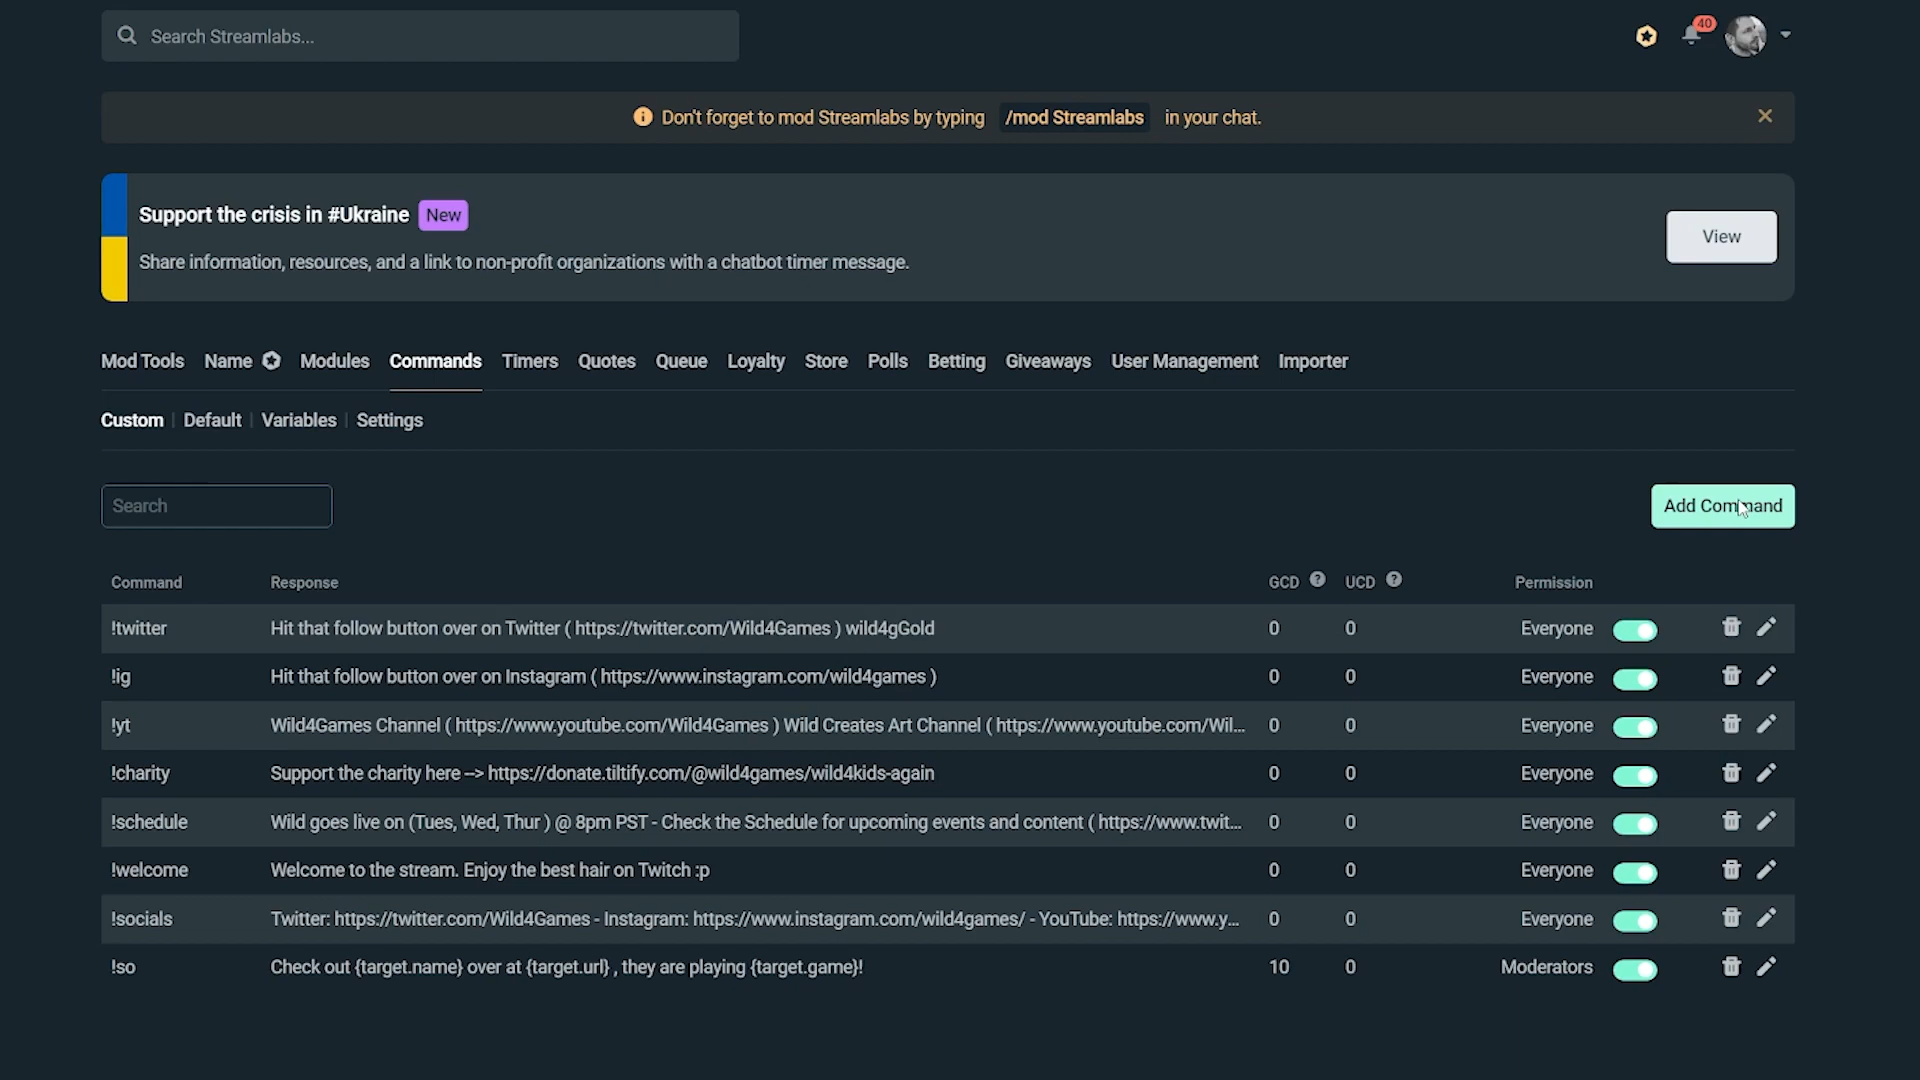 Search Streamlabs...
40
Don't forget to mod Streamlabs by typing /mod Streamlabs in your chat.
Support the crisis in #Ukraine New
Share information, resources, and a link to non-profit organizations with a chatbot timer message.
View
Mod Tools Name Modules Commands Timers Quotes Queue Loyalty Store Polls Betting Giveaways User Management Importer
Custom Default Variables Settings
Search
Add Command
Command Response GCD UCD Permission
!twitter Hit that follow button over on Twitter ( https://twitter.com/Wild4Games ) wild4gGold 0 0 Everyone
!ig Hit that follow button over on Instagram ( https://www.instagram.com/wild4games ) 0 0 Everyone
!yt Wild4Games Channel ( https://www.youtube.com/Wild4Games ) Wild Creates Art Channel ( https://www.youtube.com/Wil... 0 0 Everyone
!charity Support the charity here --> https://donate.tiltify.com/@wild4games/wild4kids-again 0 0 Everyone
!schedule Wild goes live on (Tues, Wed, Thur ) @ 8pm PST - Check the Schedule for upcoming events and content ( https://www.twit... 0 0 Everyone
!welcome Welcome to the stream. Enjoy the best hair on Twitch :p 0 0 Everyone
!socials Twitter: https://twitter.com/Wild4Games - Instagram: https://www.instagram.com/wild4games/ - YouTube: https://www.y... 0 0 Everyone
!so Check out {target.name} over at {target.url} , they are playing {target.game}! 10 0 Moderators